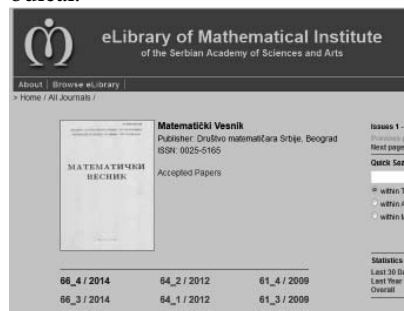 eLibrary of Mathematical Institute
of the Serbian Academy of Sciences and Arts
About | Browse eLibrary |
> Home / All Journals /
Matematički Vesnik
Publisher: Društvo matematičara Srbije, Beograd
ISSN: 0025-5165
Accepted Papers
МАТЕМАТИЧКИ
ВЕСНИК
Issues 1 -
Next page
Quick Sea
within T
within A
within
Statistics
Last 30 Da
Last Year
Overall
66_4 / 2014
64_2 / 2012
61_4 / 2009
66_3 / 2014
64_1 / 2012
61_3 / 2009